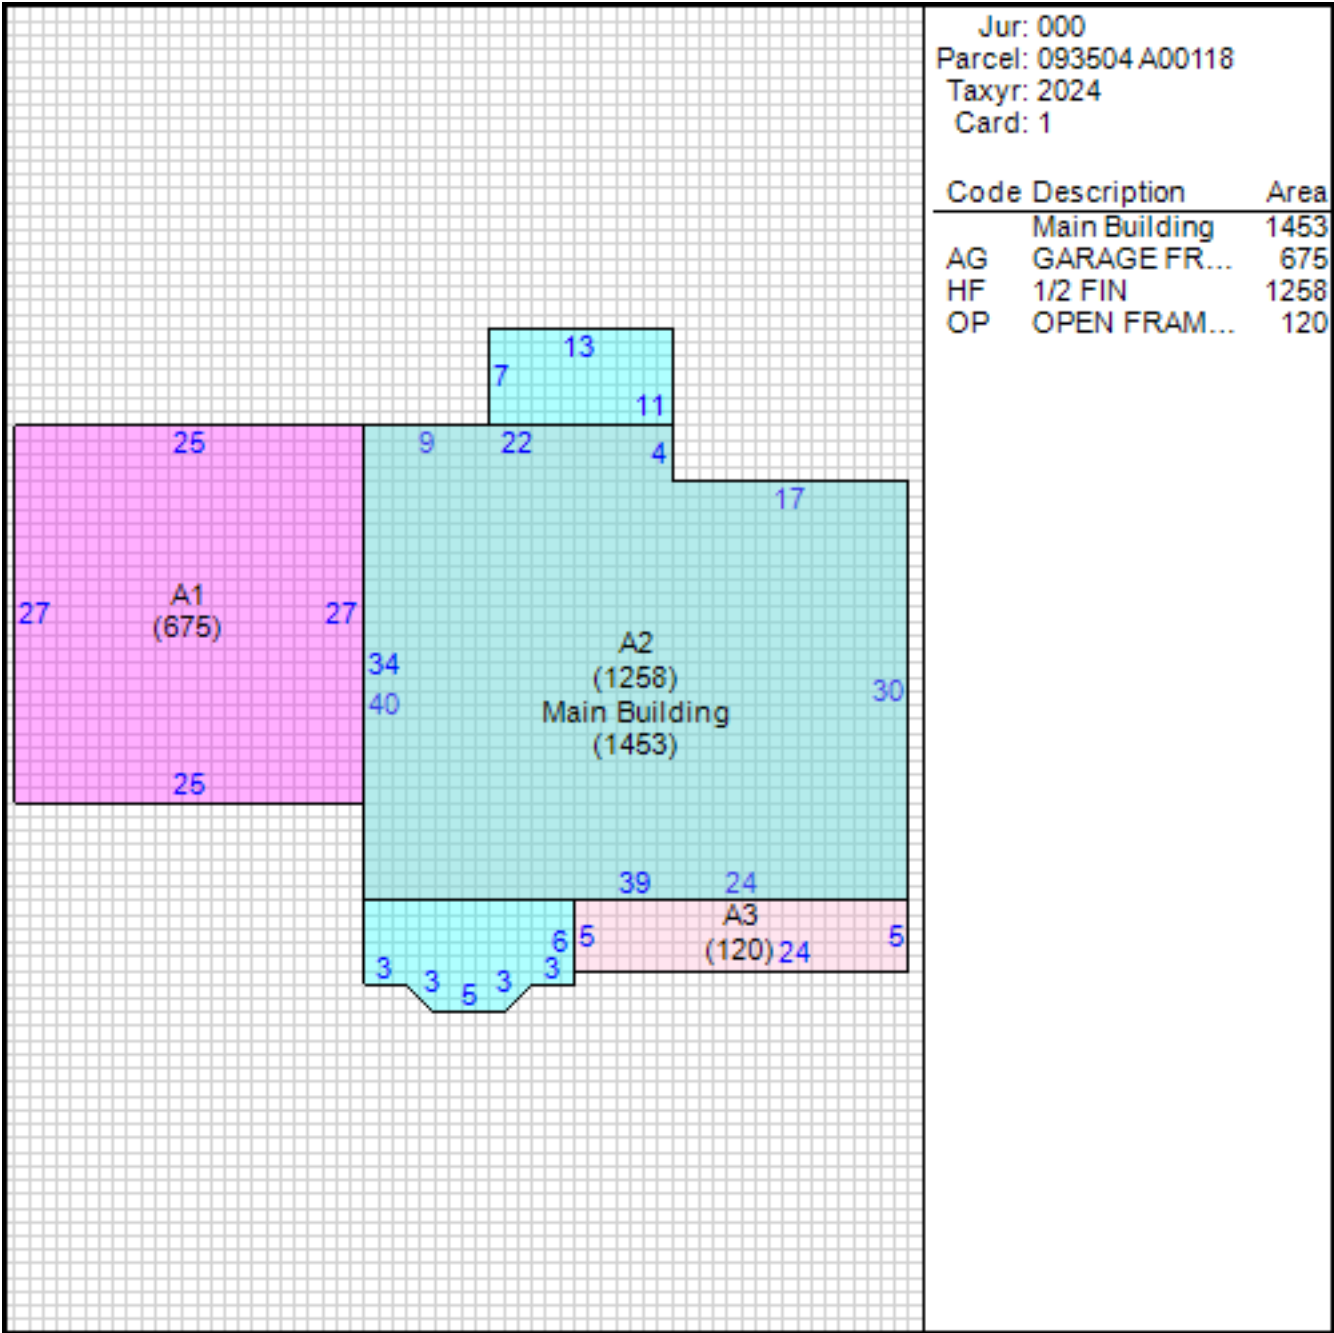 Jur: 000
Parcel: 093504 A00118
Taxyr: 2024
Card: 1
Code Description Area
Main Building 1453
AG GARAGE FR... 675
HF 1/2 FIN 1258
OP OPEN FRAM... 120
13
7
11
25
9
22
4
17
27
A1
(675)
27
34
40
A2
(1258)
Main Building
(1453)
30
25
39
24
6
5
A3
(120)
24
5
3
3
5
3
3